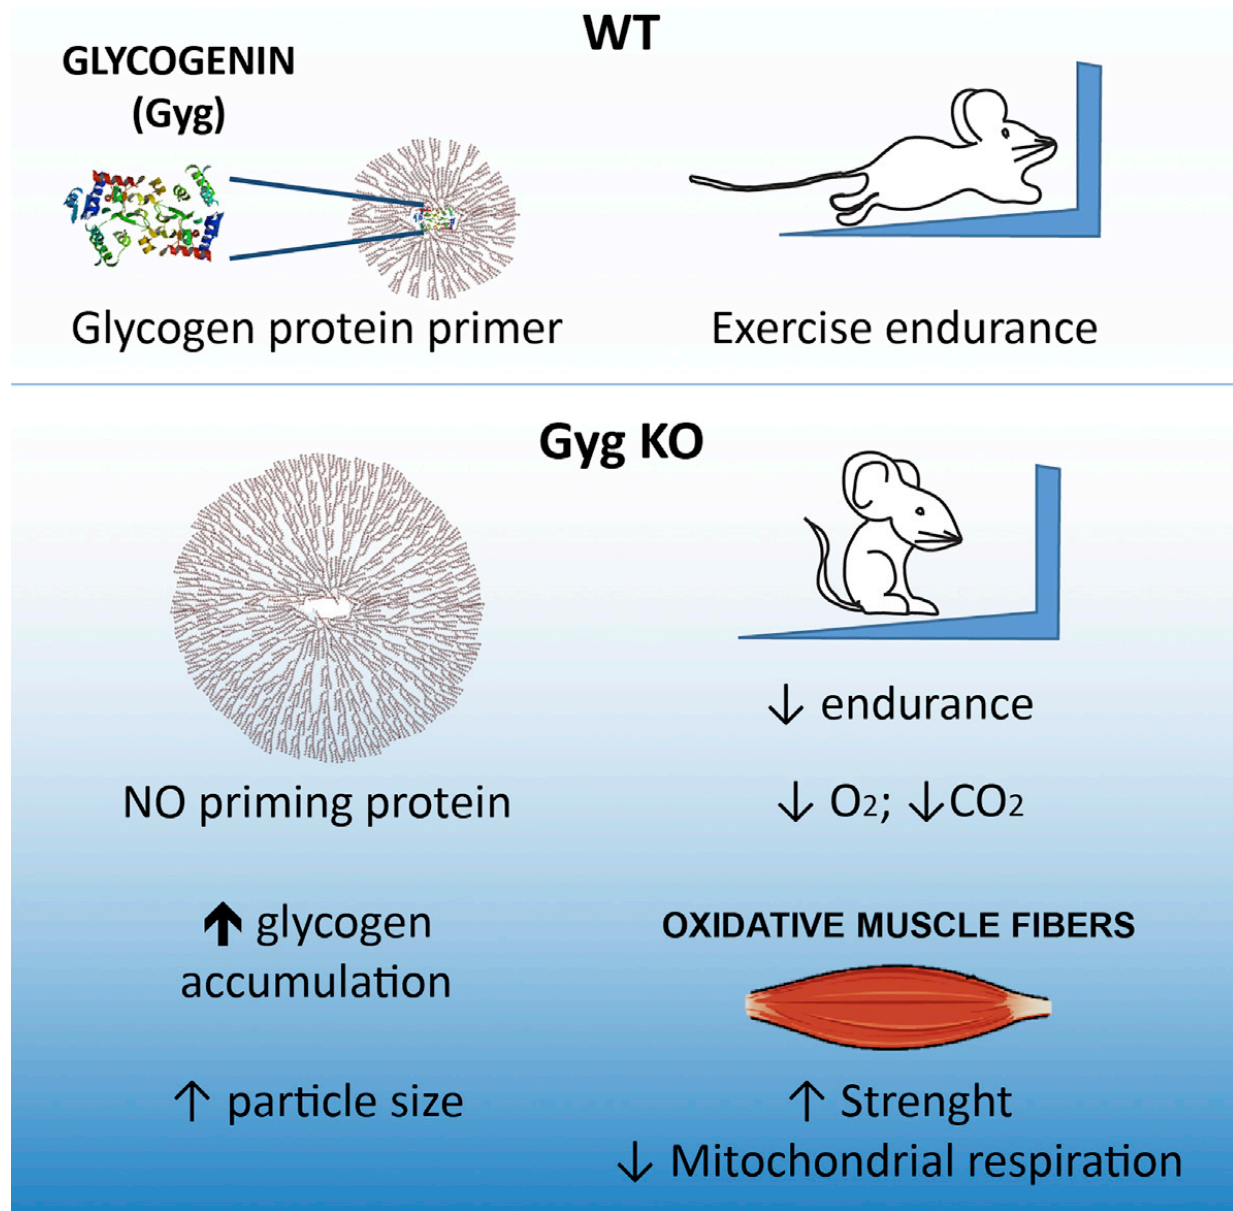 WT
GLYCOGENIN
(Gyg)
Glycogen protein primer
Exercise endurance
Gyg KO
NO priming protein
↑ glycogen
accumulation
↑ particle size
↓ endurance
↓ O₂; ↓CO₂
OXIDATIVE MUSCLE FIBERS
↑ Strenght
↓ Mitochondrial respiration